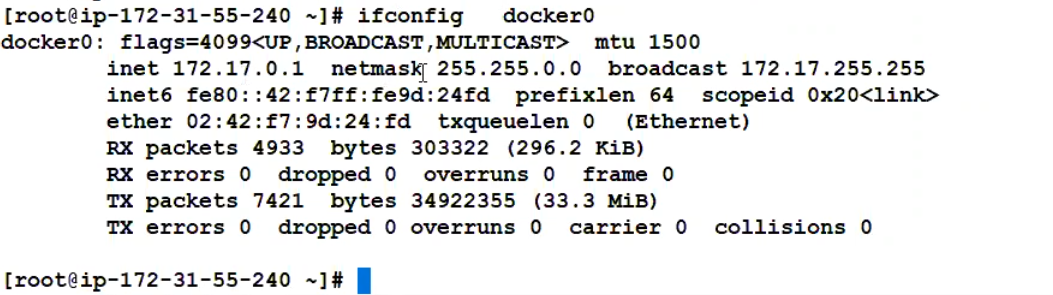 [root@ip-172-31-55-240 ~]# ifconfig   docker0
docker0: flags=4099<UP,BROADCAST,MULTICAST>  mtu 1500
        inet 172.17.0.1  netmask 255.255.0.0  broadcast 172.17.255.255
        inet6 fe80::42:f7ff:fe9d:24fd  prefixlen 64  scopeid 0x20<link>
        ether 02:42:f7:9d:24:fd  txqueuelen 0  (Ethernet)
        RX packets 4933  bytes 303322 (296.2 KiB)
        RX errors 0  dropped 0  overruns 0  frame 0
        TX packets 7421  bytes 34922355 (33.3 MiB)
        TX errors 0  dropped 0 overruns 0  carrier 0  collisions 0
[root@ip-172-31-55-240 ~]#